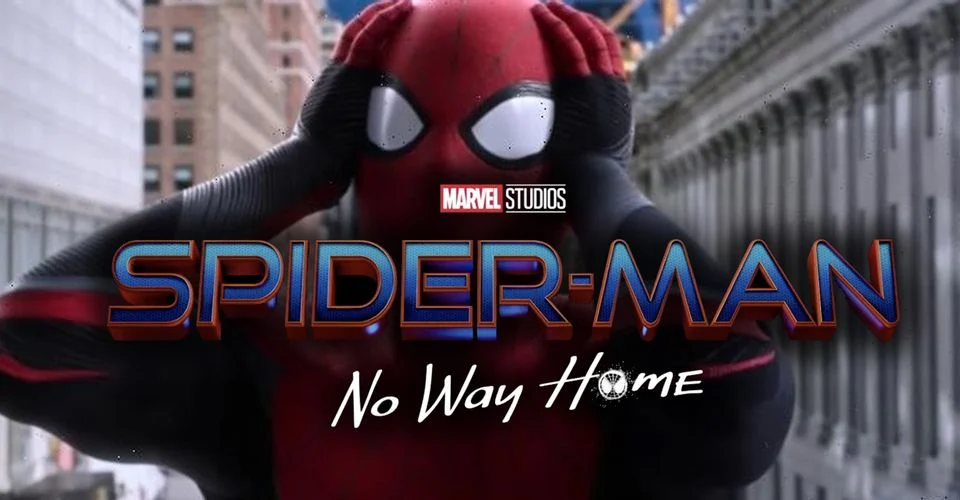 MARVEL STUDIOS
SPIDER-MAN
No Way HomE